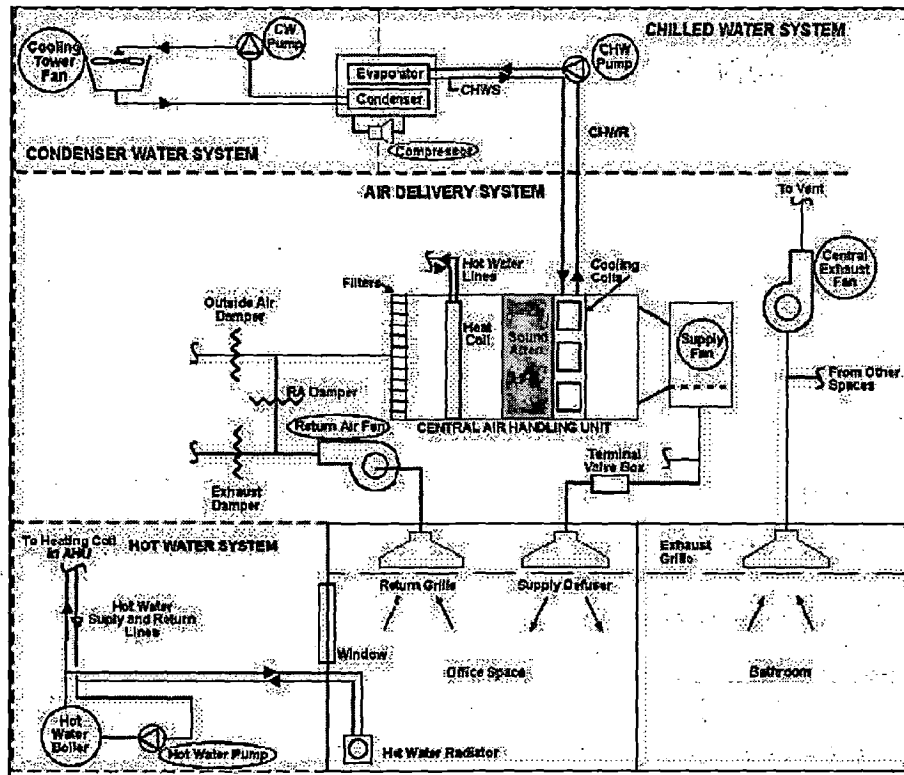 CHILLED WATER SYSTEM
Cooling
Tower
Fan
CW
Pump
CHW
Pump
Evaporator
Condenser
CHWS
CHWR
Compressor
CONDENSER WATER SYSTEM
AIR DELIVERY SYSTEM
To Vent
Central
Exhaust
Fan
Hot Water
Lines
Cooling
Coils
Filters
Outside Air
Damper
Heat
Coil
Sound
Atten
Supply
Fan
From Other
Spaces
RA Damper
Return Air Fan
CENTRAL AIR HANDLING UNIT
Terminal
Valve Box
Exhaust
Damper
To Heating Coil
in AHU
HOT WATER SYSTEM
Exhaust
Grille
Return Grille
Supply Defuser
Hot Water
Suply and Return
Lines
Window
Office Space
Bathroom
Hot
Water
Boiler
Hot Water Pump
Hot Water Radiator